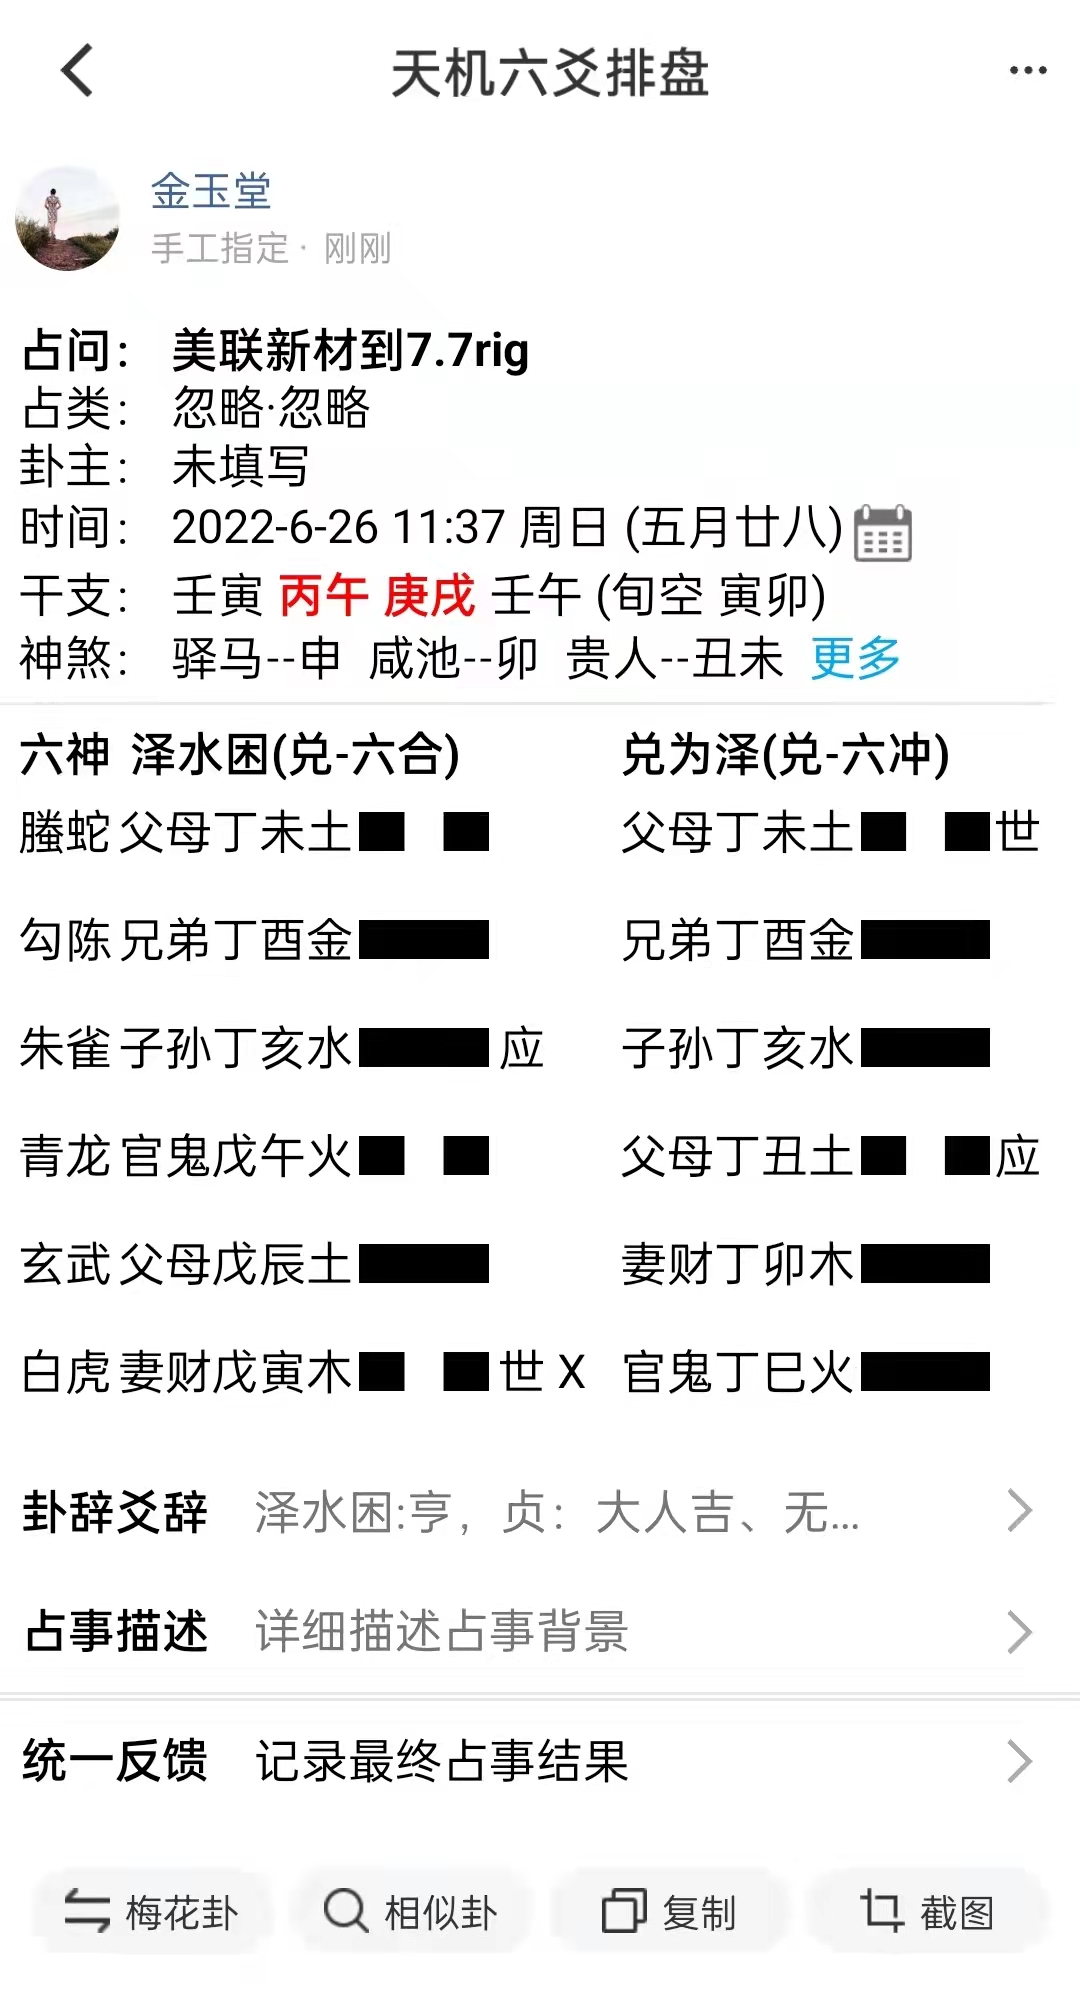 天机六爻排盘
金玉堂
手工指定· 刚刚
占问： 美联新材到7.7rig
占类： 忽略·忽略
卦主： 未填写
时间： 2022-6-26 11:37 周日 (五月廿八)
干支： 壬寅 丙午 庚戌 壬午 (旬空 寅卯)
神煞： 驿马--申 咸池--卯 贵人--丑未 更多
六神 泽水困(兑-六合) 兑为泽(兑-六冲)
螣蛇 父母丁未土 父母丁未土 世
勾陈 兄弟丁酉金 兄弟丁酉金
朱雀 子孙丁亥水 应 子孙丁亥水
青龙 官鬼戊午火 父母丁丑土 应
玄武 父母戊辰土 妻财丁卯木
白虎 妻财戊寅木 世 X 官鬼丁巳火
卦辞爻辞 泽水困:亨，贞：大人吉、无...
占事描述 详细描述占事背景
统一反馈 记录最终占事结果
梅花卦 相似卦 复制 截图